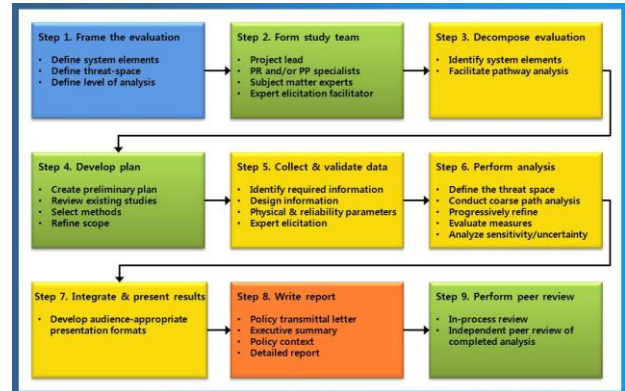 Step 1. Frame the evaluation
• Define system elements
• Define threat-space
• Define level of analysis
Step 2. Form study team
• Project lead
• PR and/or PP specialists
• Subject matter experts
• Expert elicitation facilitator
Step 3. Decompose evaluation
• Identify system elements
• Facilitate pathway analysis
Step 4. Develop plan
• Create preliminary plan
• Review existing studies
• Select methods
• Refine scope
Step 5. Collect & validate data
• Identify required information
• Design information
• Physical & reliability parameters
• Expert elicitation
Step 6. Perform analysis
• Define the threat space
• Conduct coarse path analysis
• Progressively refine
• Evaluate measures
• Analyze sensitivity/uncertainty
Step 7. Integrate & present results
• Develop audience-appropriate
presentation formats
Step 8. Write report
• Policy transmittal letter
• Executive summary
• Policy context
• Detailed report
Step 9. Perform peer review
• In-process review
• Independent peer review of
completed analysis